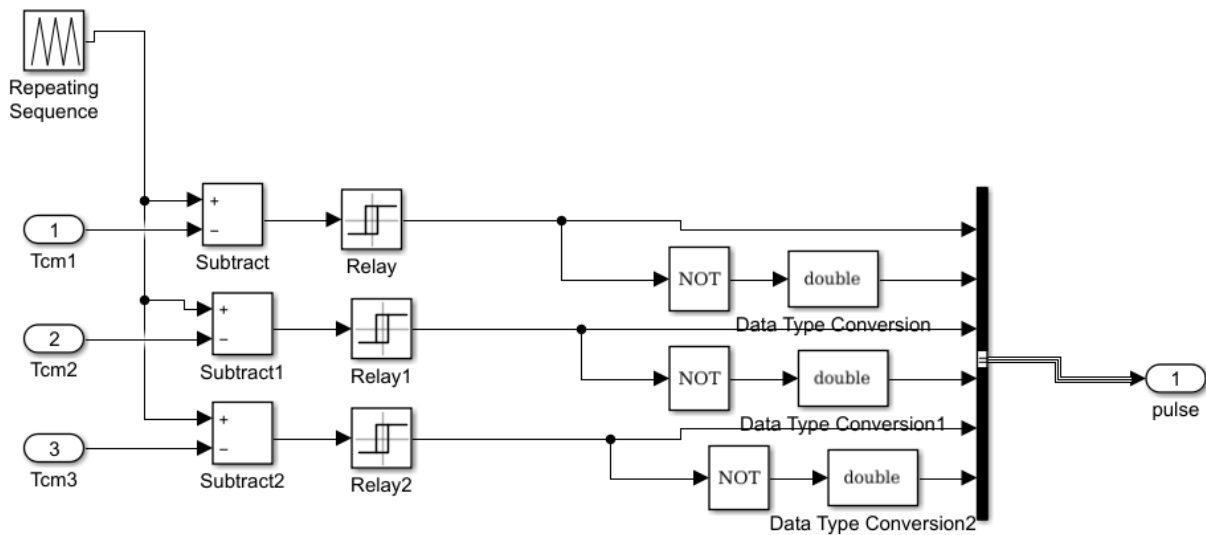 Repeating
Sequence
+
−
1
Tcm1
Subtract
Relay
NOT
double
Data Type Conversion
+
−
2
Tcm2
Subtract1
Relay1
NOT
double
Data Type Conversion1
1
pulse
+
−
3
Tcm3
Subtract2
Relay2
NOT
double
Data Type Conversion2